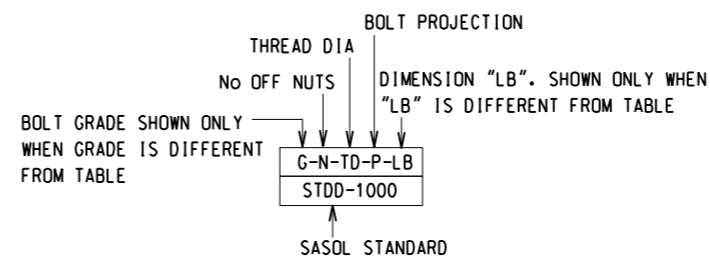 BOLT PROJECTION
THREAD DIA
No OFF NUTS
DIMENSION "LB". SHOWN ONLY WHEN
"LB" IS DIFFERENT FROM TABLE
BOLT GRADE SHOWN ONLY
WHEN GRADE IS DIFFERENT
FROM TABLE
G-N-TD-P-LB
STDD-1000
SASOL STANDARD